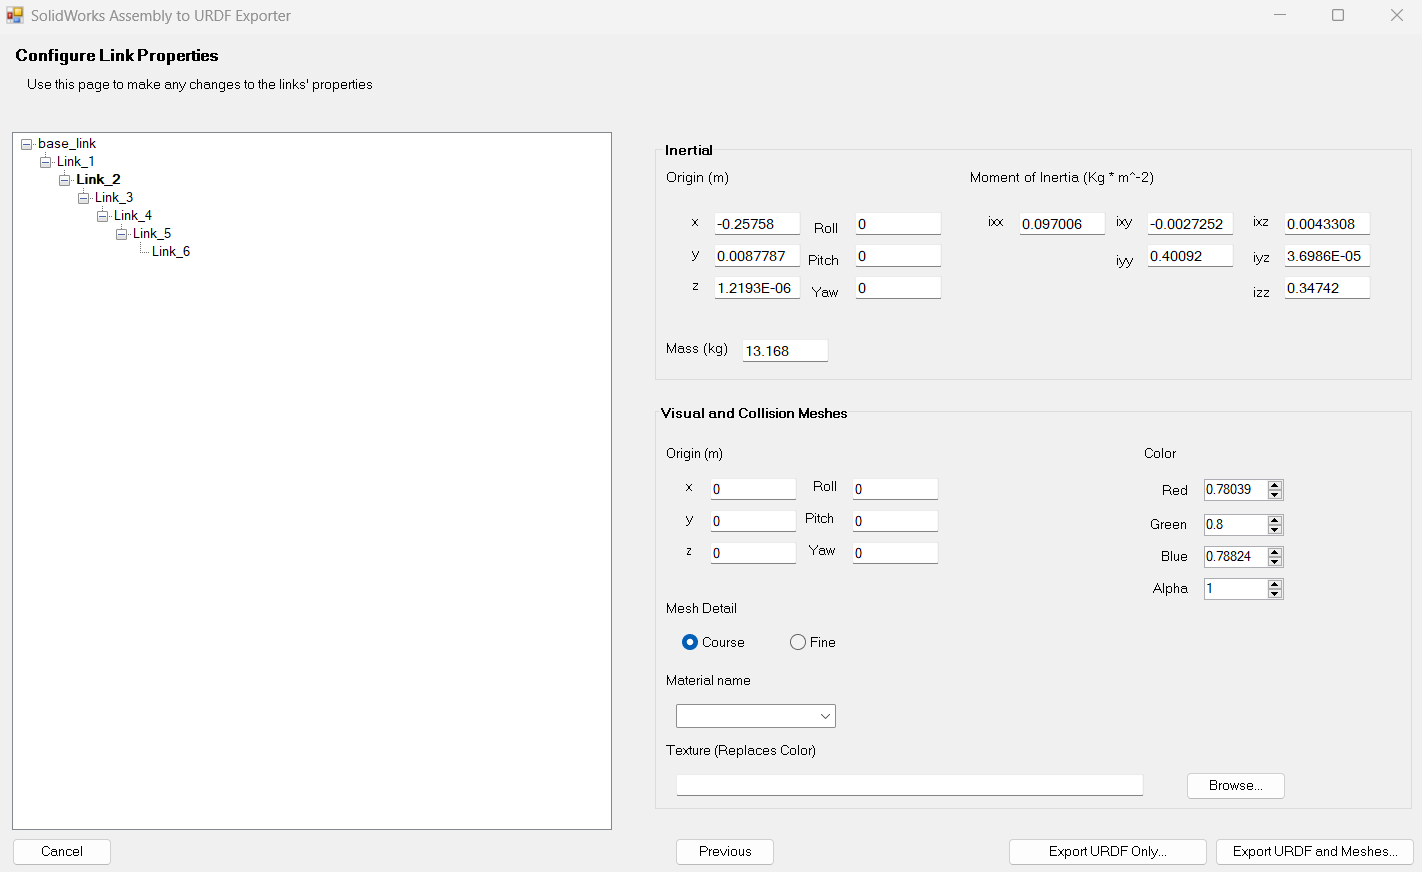 SolidWorks Assembly to URDF Exporter
Configure Link Properties
Use this page to make any changes to the links' properties
base_link
Link_1
Link_2
Link_3
Link_4
Link_5
Link_6
Inertial
Origin (m)
Moment of Inertia (Kg * m^-2)
x -0.25758 Roll 0 ixx 0.097006 ixy -0.0027252 ixz 0.0043308
y 0.0087787 Pitch 0 iyy 0.40092 iyz 3.6986E-05
z 1.2193E-06 Yaw 0 izz 0.34742
Mass (kg) 13.168
Visual and Collision Meshes
Origin (m)
Color
x 0 Roll 0 Red 0.78039
y 0 Pitch 0 Green 0.8
z 0 Yaw 0 Blue 0.78824
Alpha 1
Mesh Detail
Course Fine
Material name
Texture (Replaces Color)
Browse...
Cancel Previous Export URDF Only... Export URDF and Meshes...